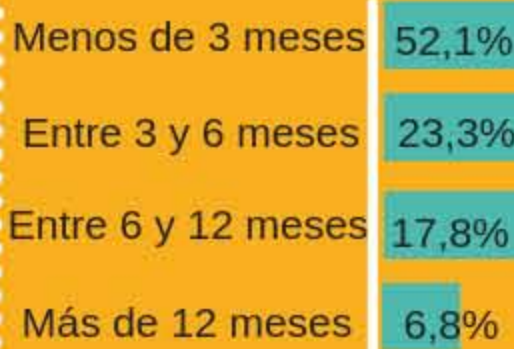 Menos de 3 meses 52,1%
Entre 3 y 6 meses 23,3%
Entre 6 y 12 meses 17,8%
Más de 12 meses 6,8%